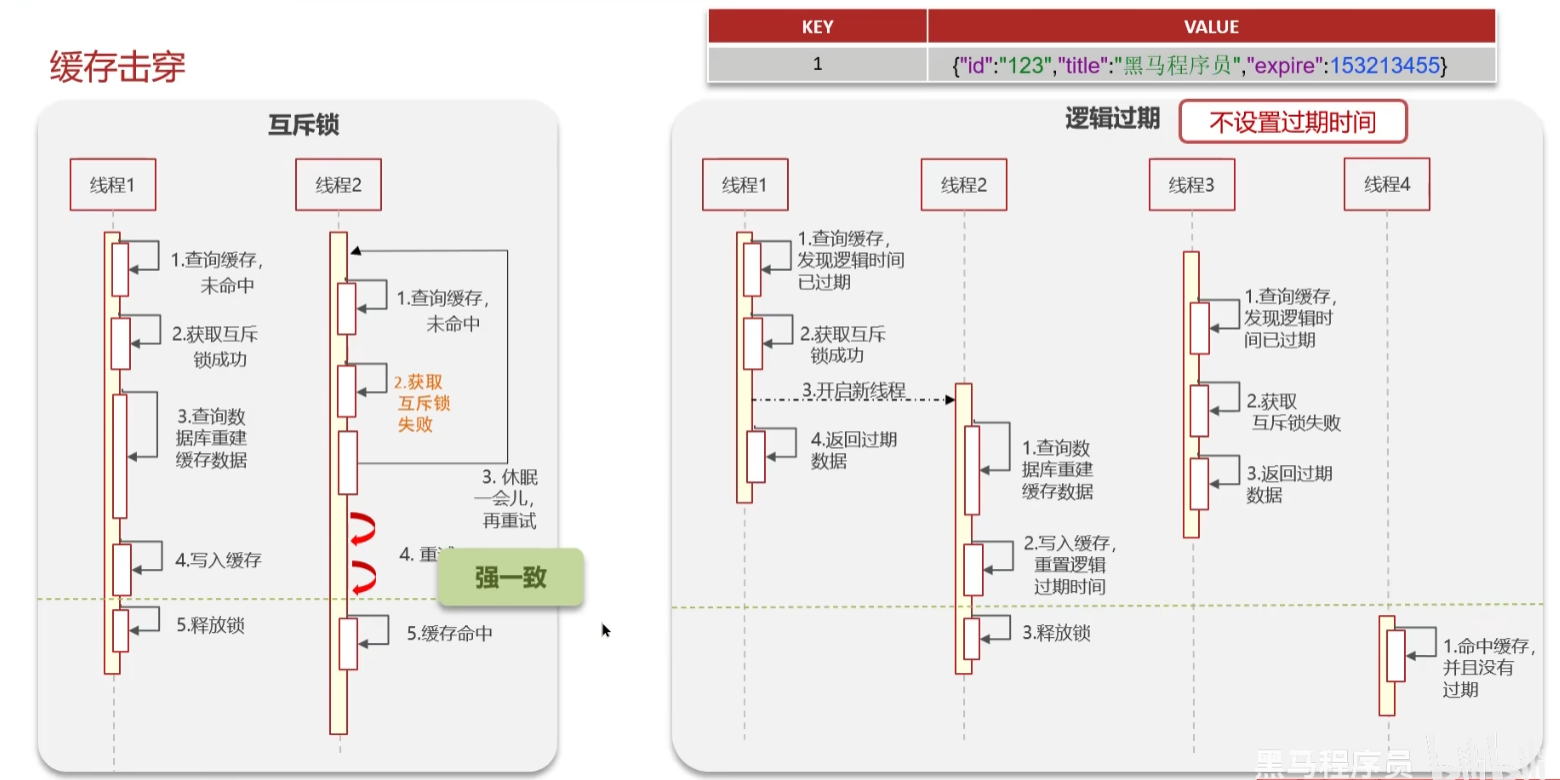 KEY
VALUE
1
{"id":"123","title":"黑马程序员","expire":153213455}
缓存击穿
互斥锁
线程1
线程2
1.查询缓存，
未命中
2.获取互斥
锁成功
3.查询数
据库重建
缓存数据
4.写入缓存
5.释放锁
1.查询缓存，
未命中
2.获取
互斥锁
失败
3. 休眠
一会儿，
再重试
4. 重
强一致
5.缓存命中
逻辑过期
不设置过期时间
线程1
线程2
线程3
线程4
1.查询缓存，
发现逻辑时间
已过期
2.获取互斥
锁成功
3.开启新线程
4.返回过期
数据
1.查询数
据库重建
缓存数据
2.写入缓存，
重置逻辑
过期时间
3.释放锁
1.查询缓存，
发现逻辑时
间已过期
2.获取
互斥锁失败
3.返回过期
数据
1.命中缓存，
并且没有
过期
黑马程序员